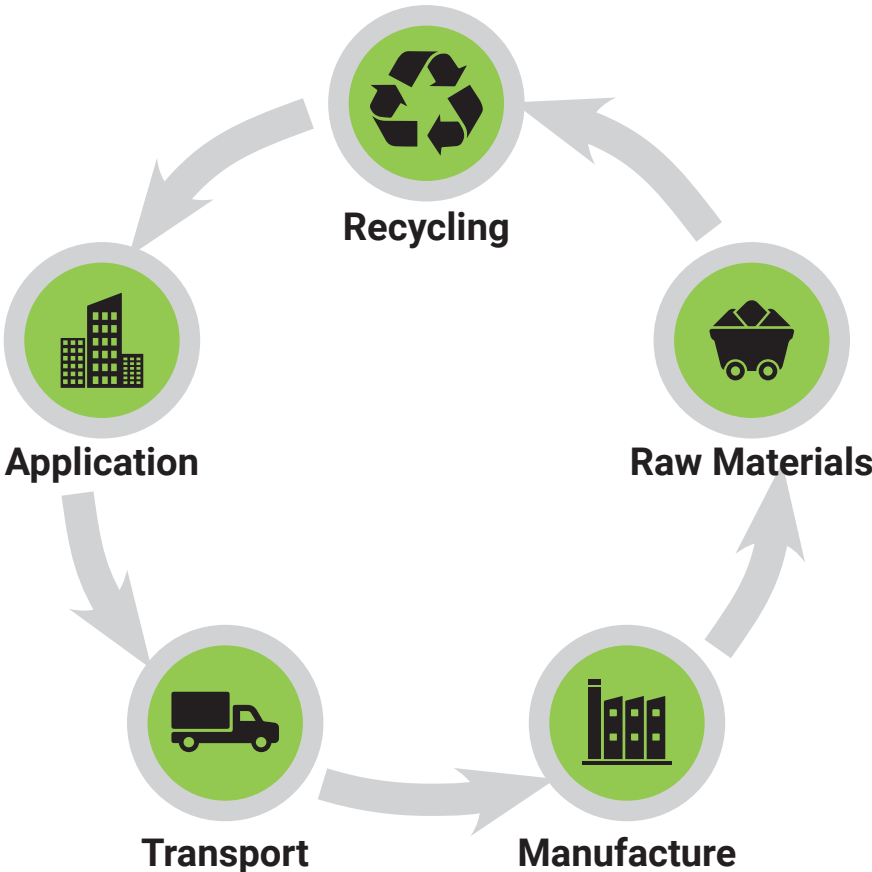 Recycling
Application
Raw Materials
Transport
Manufacture